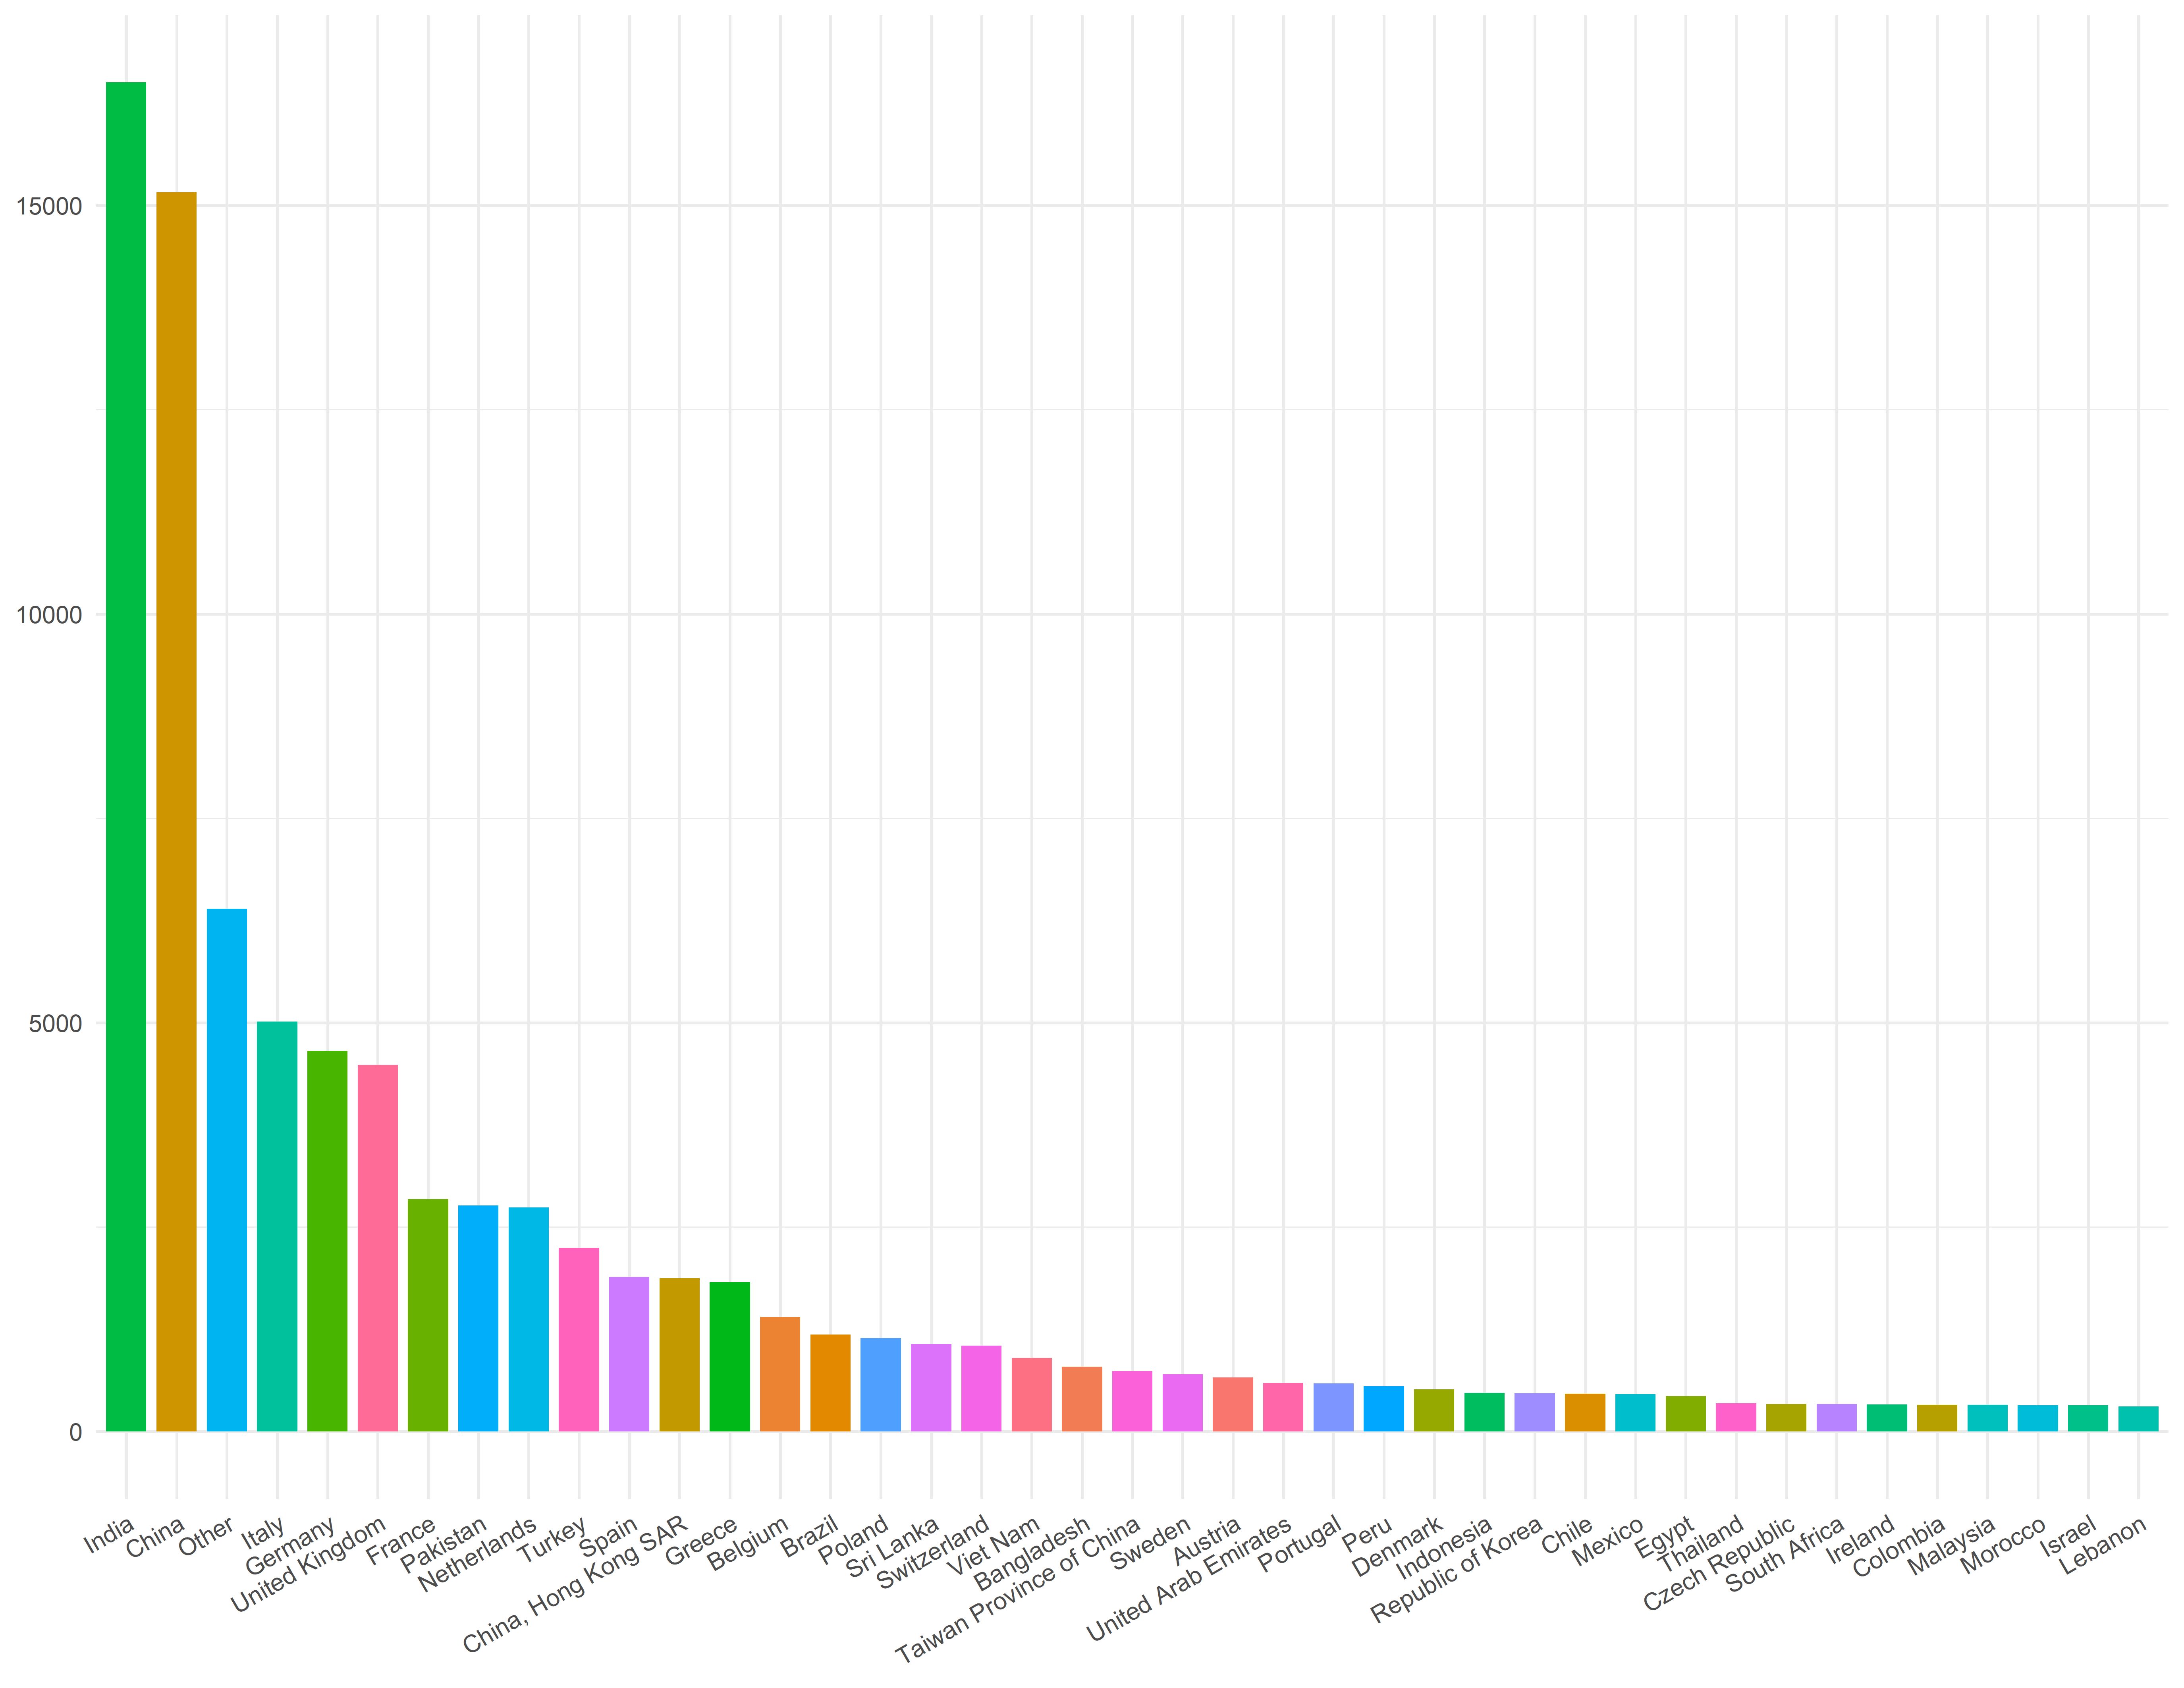 15000
10000
5000
0
India
China
Other
Italy
Germany
United Kingdom
France
Pakistan
Netherlands
Turkey
Spain
China, Hong Kong SAR
Greece
Belgium
Brazil
Poland
Sri Lanka
Switzerland
Viet Nam
Bangladesh
Taiwan Province of China
Sweden
Austria
United Arab Emirates
Portugal
Peru
Denmark
Indonesia
Republic of Korea
Chile
Mexico
Egypt
Thailand
Czech Republic
South Africa
Ireland
Colombia
Malaysia
Morocco
Israel
Lebanon